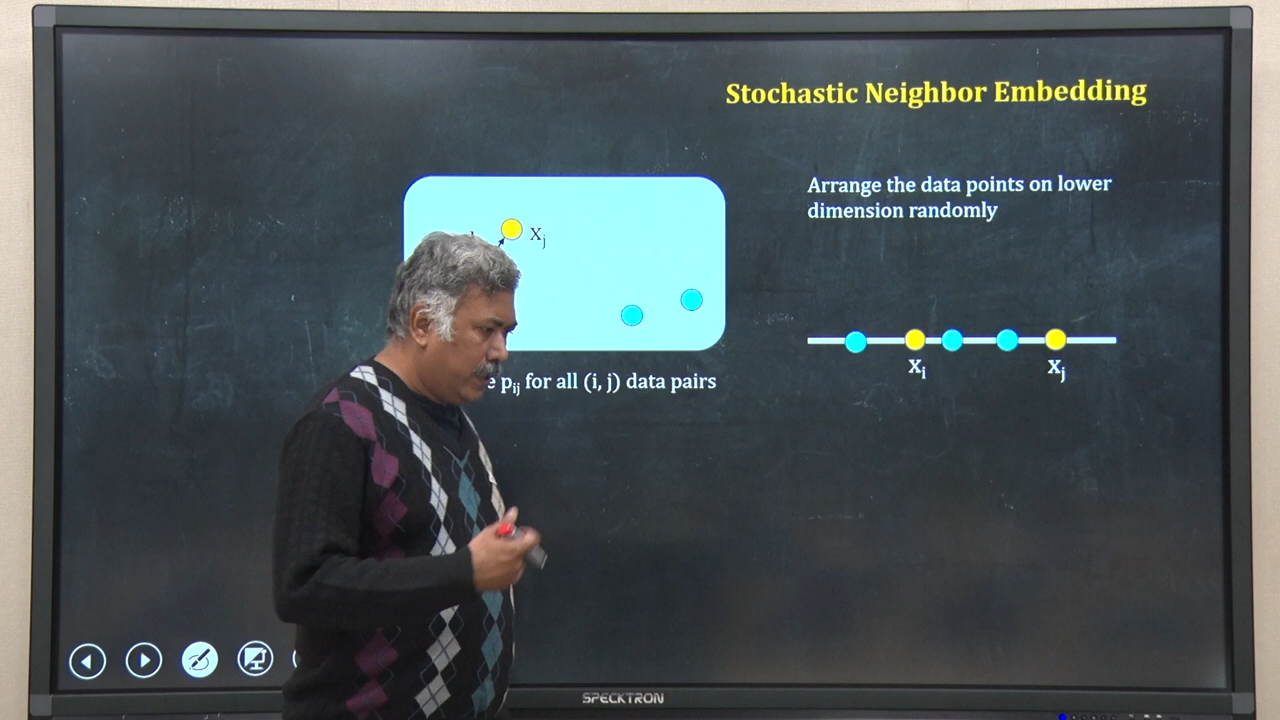 Stochastic Neighbor Embedding
Arrange the data points on lower
dimension randomly
Xj
xi
xj
pij for all (i, j) data pairs
SPECKTRON